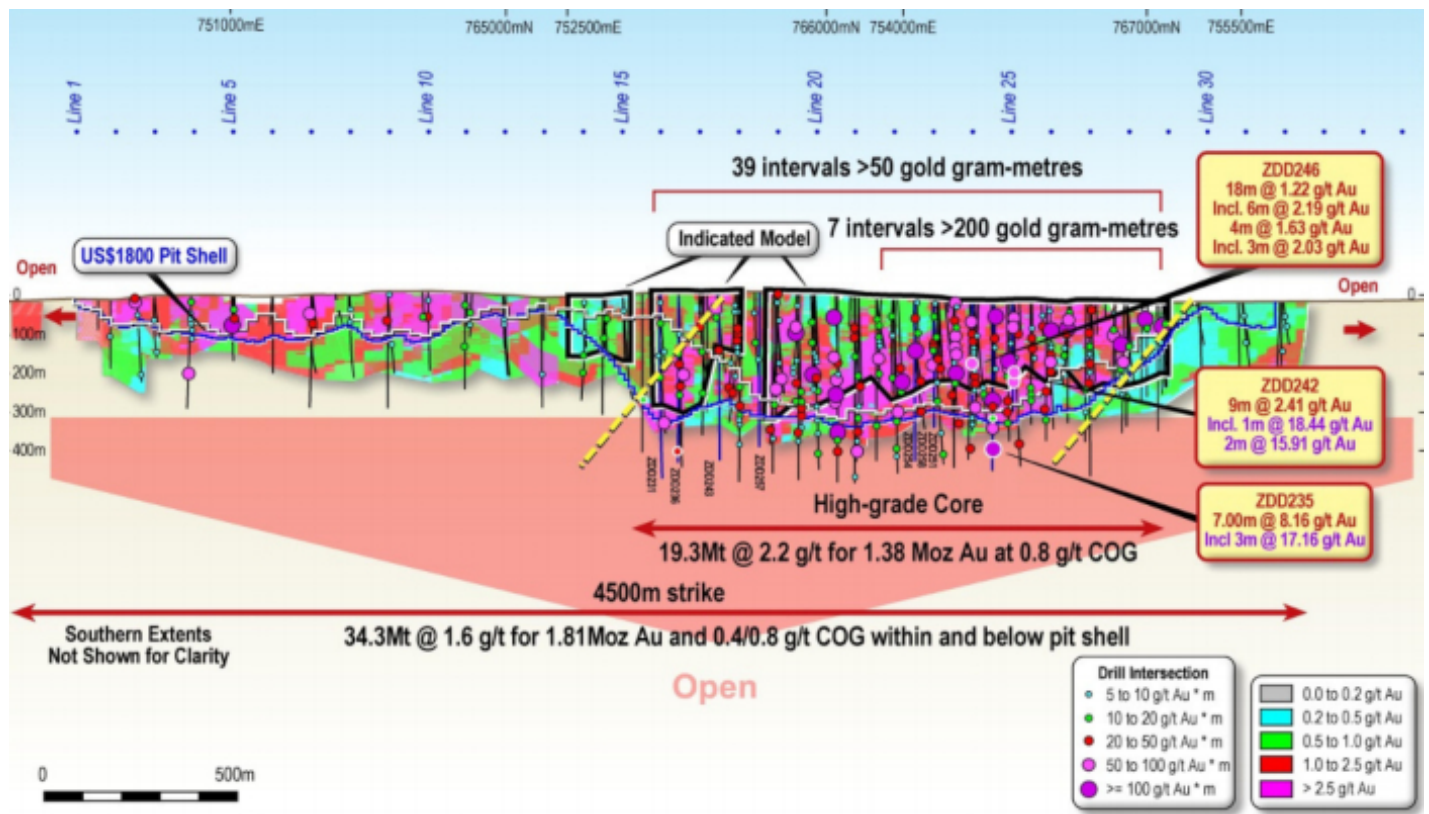 751000mE
765000mN 752500mE
766000mN 754000mE
767000mN 755500mE
Line 1
Line 5
Line 10
Line 15
Line 20
Line 25
Line 30
39 intervals >50 gold gram-metres
7 intervals >200 gold gram-metres
Indicated Model
US$1800 Pit Shell
Open
Open
0
100m
200m
300m
400m
0
ZDD246
18m @ 1.22 g/t Au
Incl. 6m @ 2.19 g/t Au
4m @ 1.63 g/t Au
Incl. 3m @ 2.03 g/t Au
ZDD242
9m @ 2.41 g/t Au
Incl. 1m @ 18.44 g/t Au
2m @ 15.91 g/t Au
ZDD235
7.00m @ 8.16 g/t Au
Incl 3m @ 17.16 g/t Au
ZDD231
ZDD236
ZDD243
ZDD257
ZDD254
ZDD251
High-grade Core
19.3Mt @ 2.2 g/t for 1.38 Moz Au at 0.8 g/t COG
4500m strike
34.3Mt @ 1.6 g/t for 1.81Moz Au and 0.4/0.8 g/t COG within and below pit shell
Southern Extents
Not Shown for Clarity
Open
0 500m
Drill Intersection
5 to 10 g/t Au * m
10 to 20 g/t Au * m
20 to 50 g/t Au * m
50 to 100 g/t Au * m
>= 100 g/t Au * m
0.0 to 0.2 g/t Au
0.2 to 0.5 g/t Au
0.5 to 1.0 g/t Au
1.0 to 2.5 g/t Au
> 2.5 g/t Au